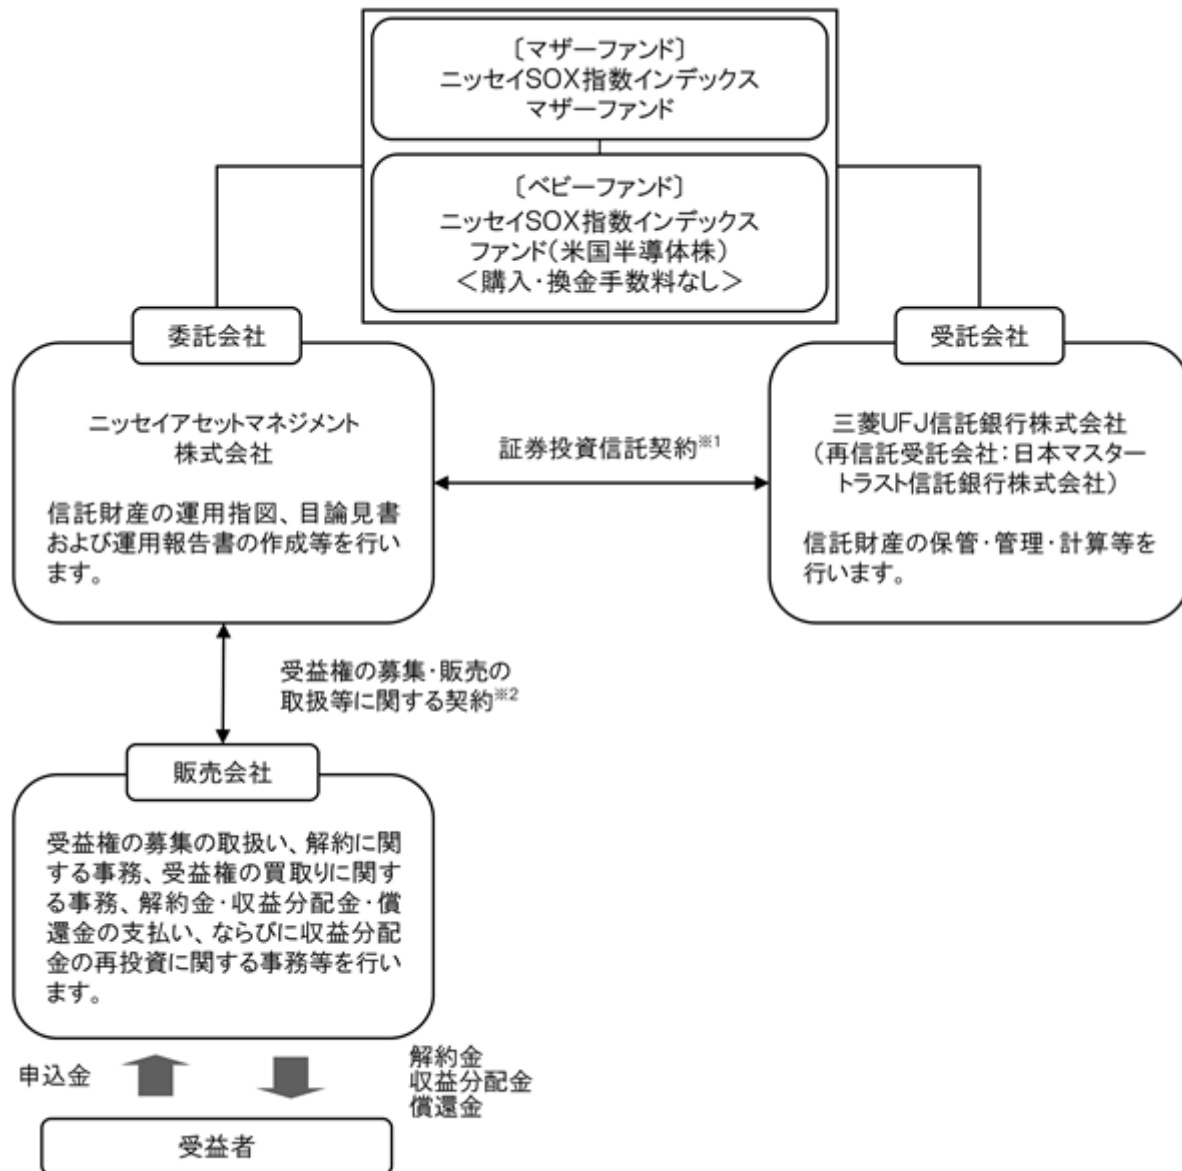 〔マザーファンド〕
ニッセイSOX指数インデックス
マザーファンド
〔ベビーファンド〕
ニッセイSOX指数インデックス
ファンド(米国半導体株)
＜購入・換金手数料なし＞
委託会社
ニッセイアセットマネジメント
株式会社
信託財産の運用指図、目論見書
および運用報告書の作成等を行い
ます。
証券投資信託契約※1
受託会社
三菱UFJ信託銀行株式会社
(再信託受託会社：日本マスター
トラスト信託銀行株式会社)
信託財産の保管・管理・計算等を
行います。
受益権の募集・販売の
取扱等に関する契約※2
販売会社
受益権の募集の取扱い、解約に関
する事務、受益権の買取りに関す
る事務、解約金・収益分配金・償
還金の支払い、ならびに収益分配
金の再投資に関する事務等を行い
ます。
申込金
解約金
収益分配金
償還金
受益者